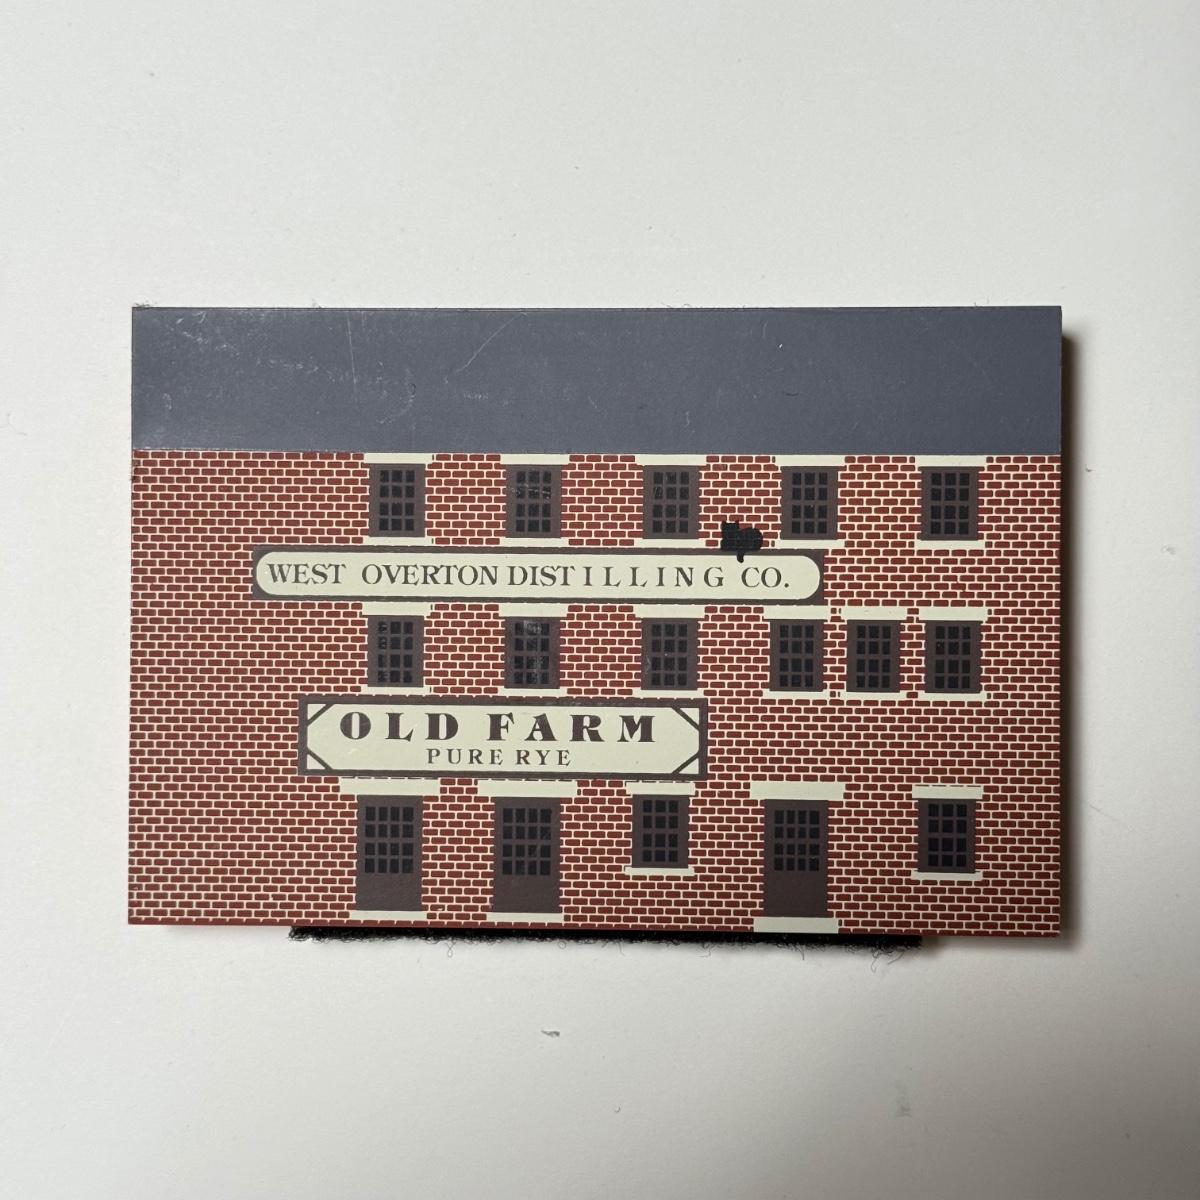 WEST OVERTON DISTILLING CO.
OLD FARM
PURE RYE